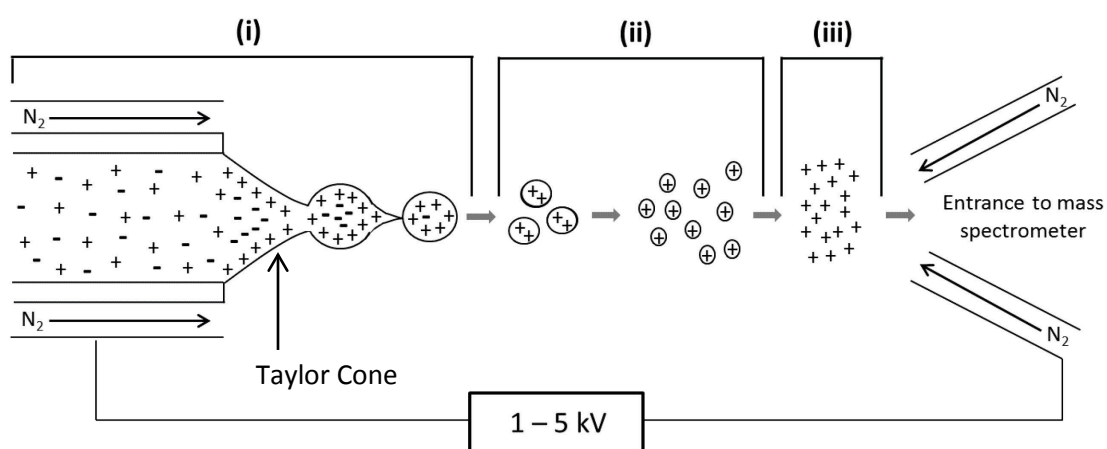 (i) (ii) (iii)
N₂
N₂
Entrance to mass
spectrometer
N₂
N₂
Taylor Cone
1 – 5 kV